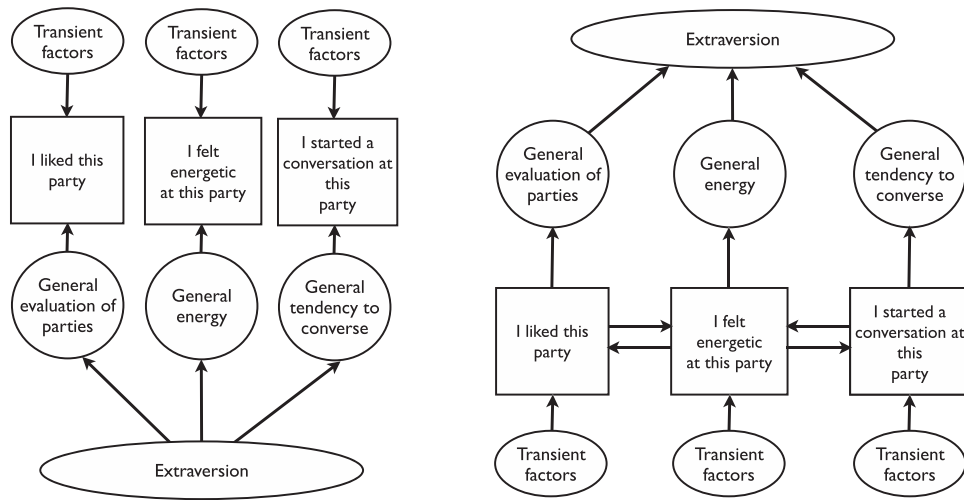 Transient
factors
Transient
factors
Transient
factors
I liked this
party
I felt
energetic
at this party
I started a
conversation at
this
party
General
evaluation of
parties
General
energy
General
tendency to
converse
Extraversion
Extraversion
General
evaluation of
parties
General
energy
General
tendency to
converse
I liked this
party
I felt
energetic
at this party
I started a
conversation at
this
party
Transient
factors
Transient
factors
Transient
factors